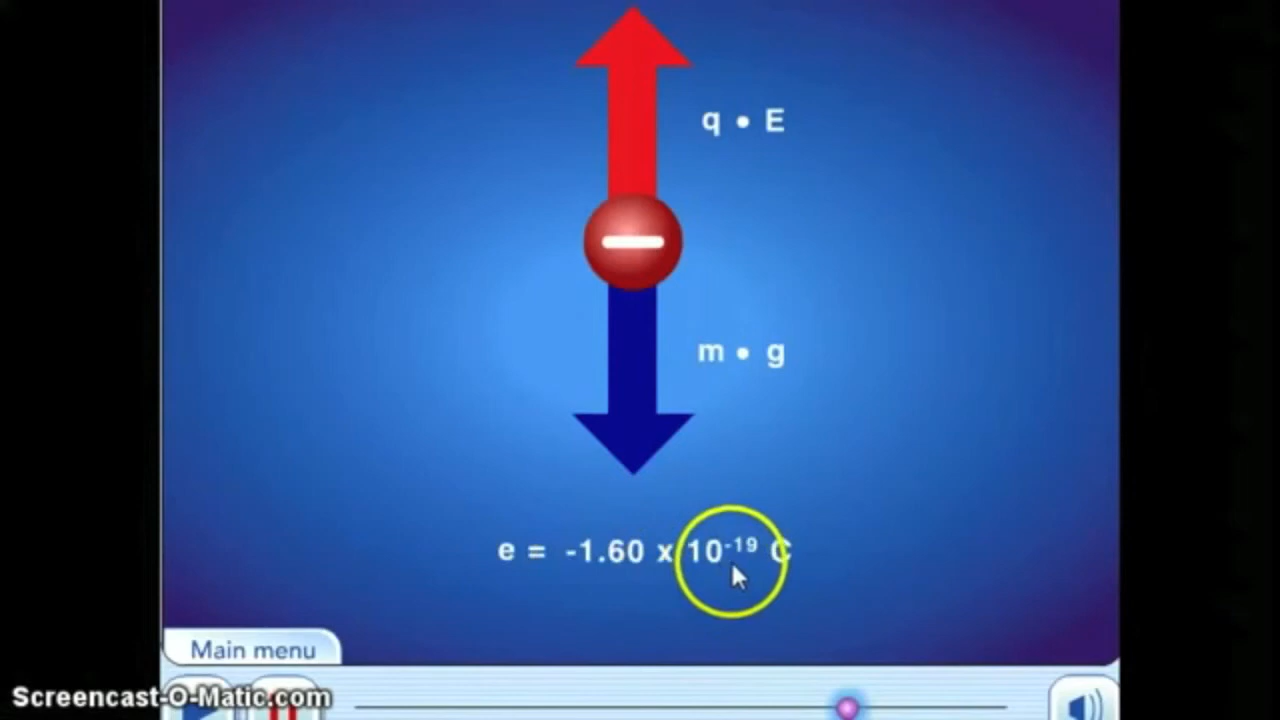 q • E
m • g
e = -1.60 x 10⁻¹⁹ C
Main menu
Screencast-O-Matic.com